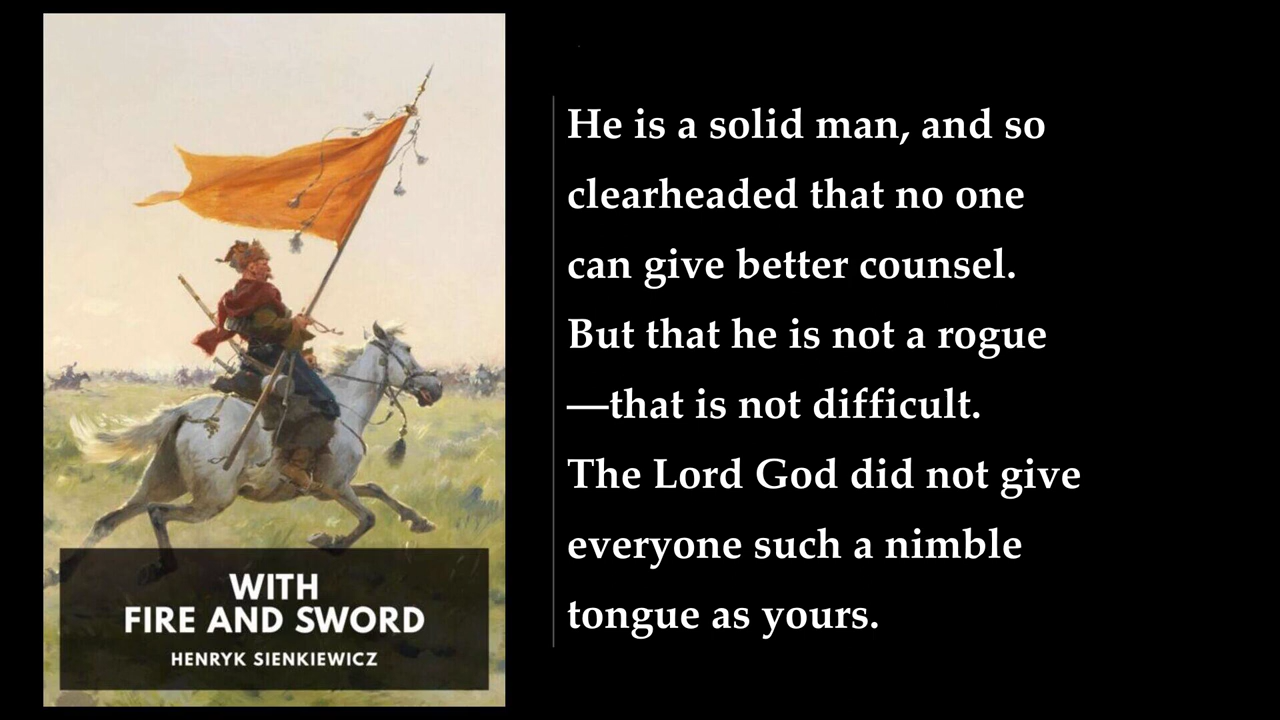 WITH
FIRE AND SWORD
HENRYK SIENKIEWICZ
He is a solid man, and so
clearheaded that no one
can give better counsel.
But that he is not a rogue
—that is not difficult.
The Lord God did not give
everyone such a nimble
tongue as yours.